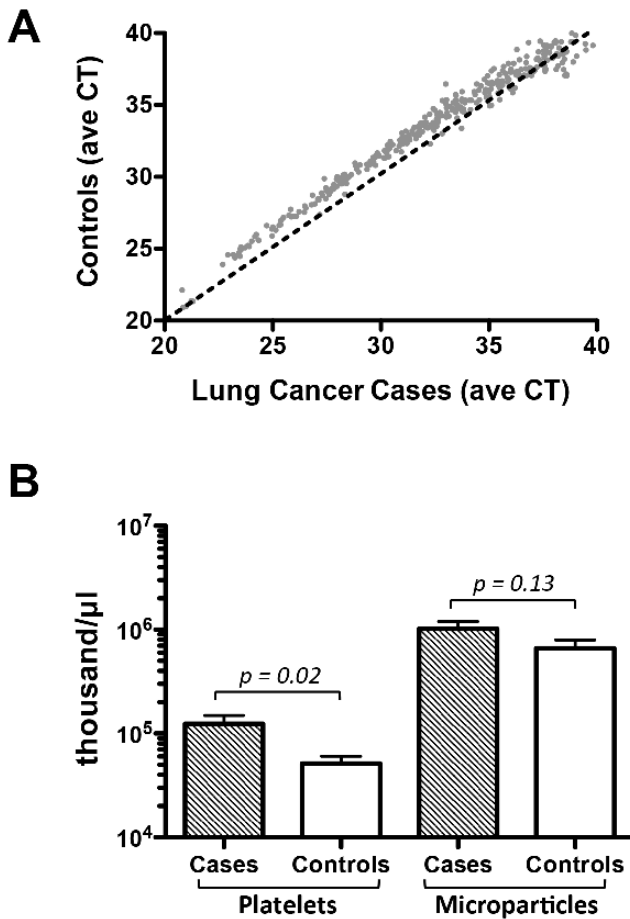 A
40
35
30
25
20
Controls (ave CT)
20 25 30 35 40
Lung Cancer Cases (ave CT)
B
10⁷
10⁶
10⁵
10⁴
thousand/µl
p = 0.02
p = 0.13
Cases Controls Cases Controls
Platelets Microparticles